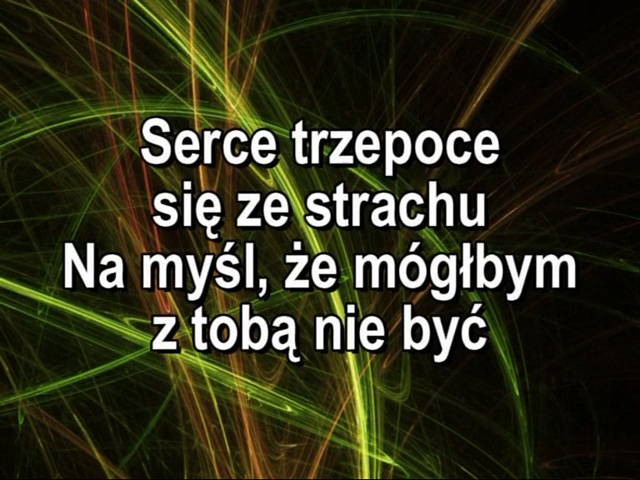 Serce trzepoce
się ze strachu
Na myśl, że mógłbym
z tobą nie być